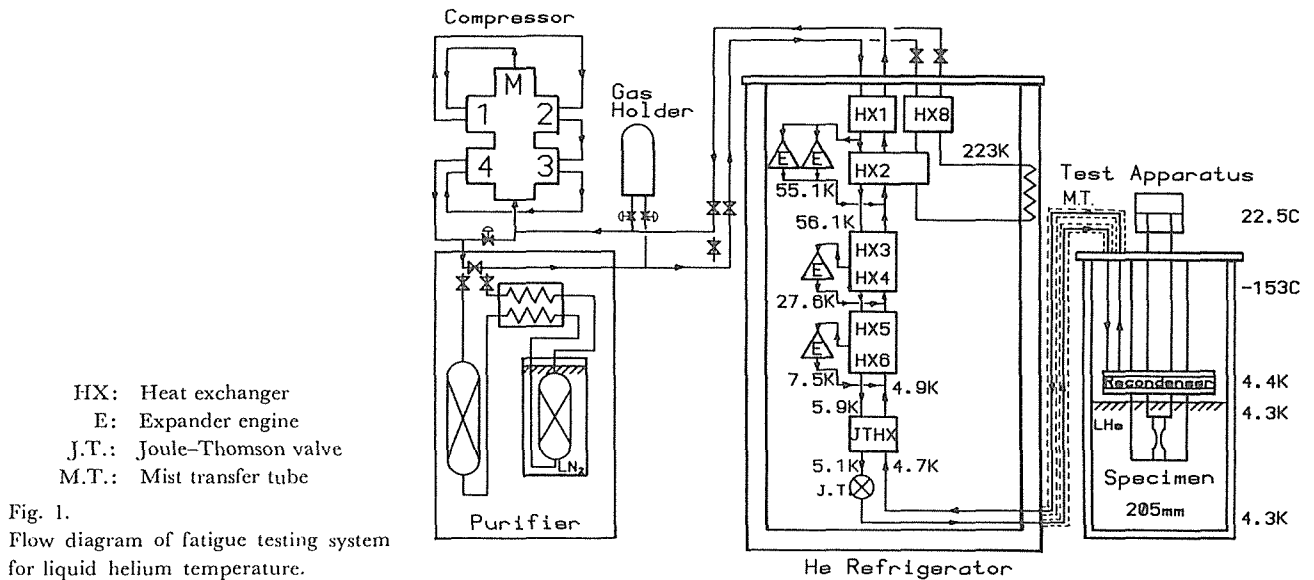 Compressor
M
1
2
4
3
Gas
Holder
HX1
HX8
E
E
HX2
223K
55.1K
56.1K
HX3
E
HX4
27.6K
HX5
E
HX6
7.5K
4.9K
5.9K
JTHX
5.1K
4.7K
J.T.
He Refrigerator
Test Apparatus
M.T.
22.5C
-153C
Recondenser
4.4K
4.3K
LHe
Specimen
205mm
4.3K
LN₂
Purifier
HX: Heat exchanger
E: Expander engine
J.T.: Joule–Thomson valve
M.T.: Mist transfer tube
Fig. 1.
Flow diagram of fatigue testing system
for liquid helium temperature.